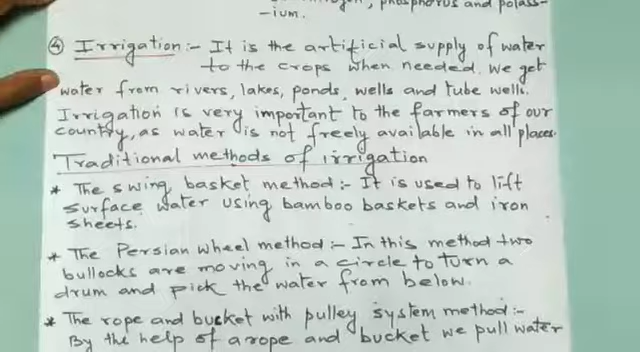 phosphorus and potass-
-ium.
④ Irrigation:- It is the artificial supply of water
to the crops when needed. We get
water from rivers, lakes, ponds, wells and tube wells.
Irrigation is very important to the farmers of our
country, as water is not freely available in all places.
Traditional methods of irrigation
* The swing basket method:- It is used to lift
surface water using bamboo baskets and iron
sheets.
* The Persian wheel method:- In this method two
bullocks are moving in a circle to turn a
drum and pick the water from below.
* The rope and bucket with pulley system method:-
By the help of a rope and bucket we pull water